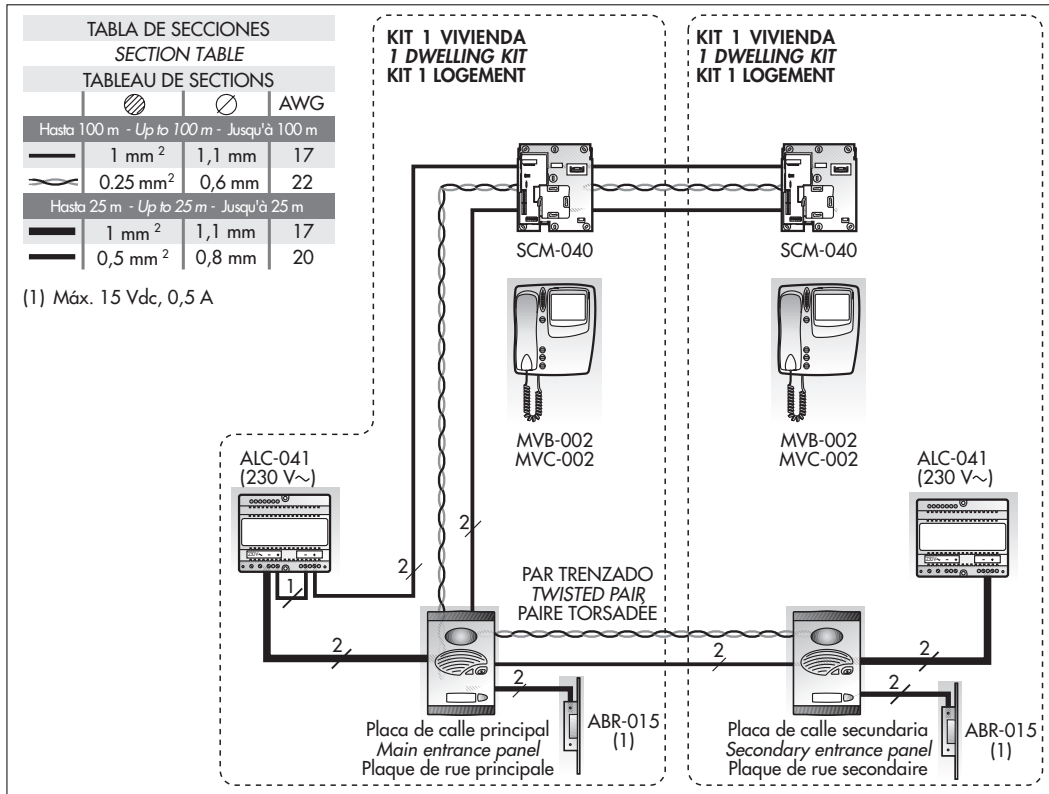 TABLA DE SECCIONES
SECTION TABLE
TABLEAU DE SECTIONS
AWG
Hasta 100 m - Up to 100 m - Jusqu'à 100 m
1 mm 2 1,1 mm 17
0.25 mm2 0,6 mm 22
Hasta 25 m - Up to 25 m - Jusqu'à 25 m
1 mm 2 1,1 mm 17
0,5 mm 2 0,8 mm 20
(1) Máx. 15 Vdc, 0,5 A
KIT 1 VIVIENDA
1 DWELLING KIT
KIT 1 LOGEMENT
KIT 1 VIVIENDA
1 DWELLING KIT
KIT 1 LOGEMENT
SCM-040
SCM-040
MVB-002
MVC-002
MVB-002
MVC-002
ALC-041
(230 V~)
ALC-041
(230 V~)
1
2
2
PAR TRENZADO
TWISTED PAIR
PAIRE TORSADÉE
2
2
2
2
2
Placa de calle principal
Main entrance panel
Plaque de rue principale
ABR-015
(1)
Placa de calle secundaria
Secondary entrance panel
Plaque de rue secondaire
ABR-015
(1)